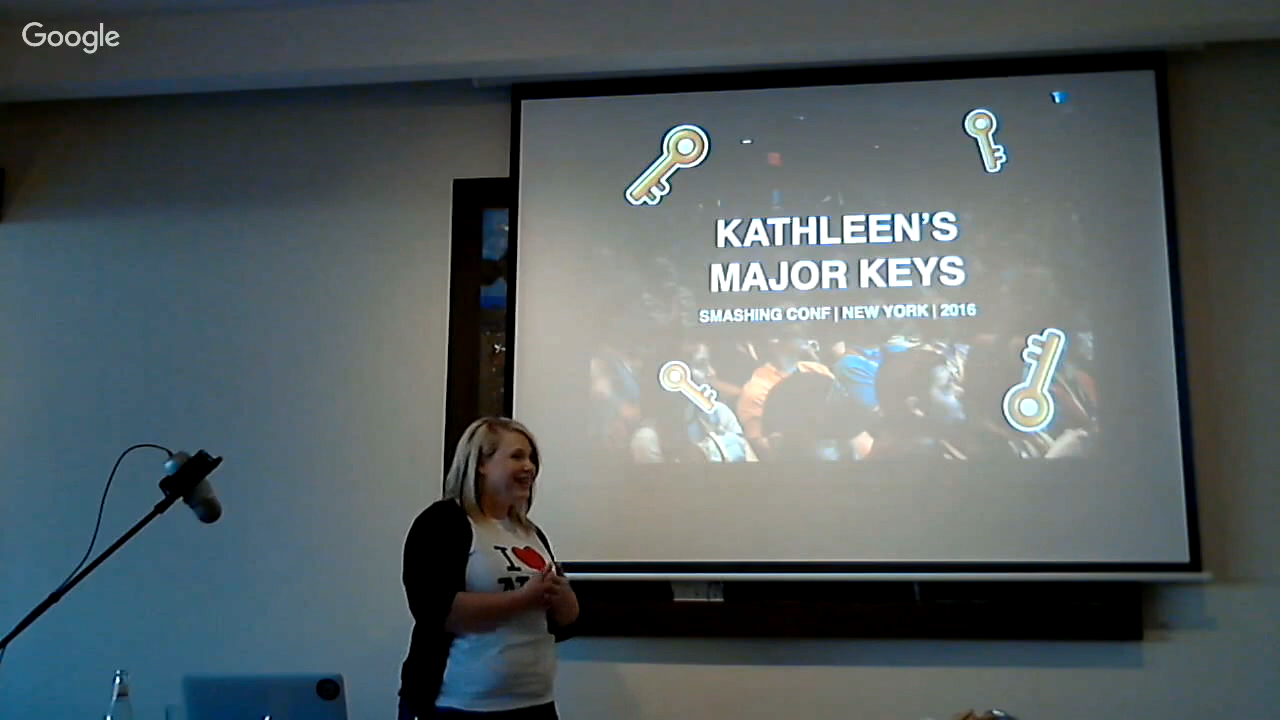 Google
KATHLEEN'S
MAJOR KEYS
SMASHING CONF | NEW YORK | 2016
I